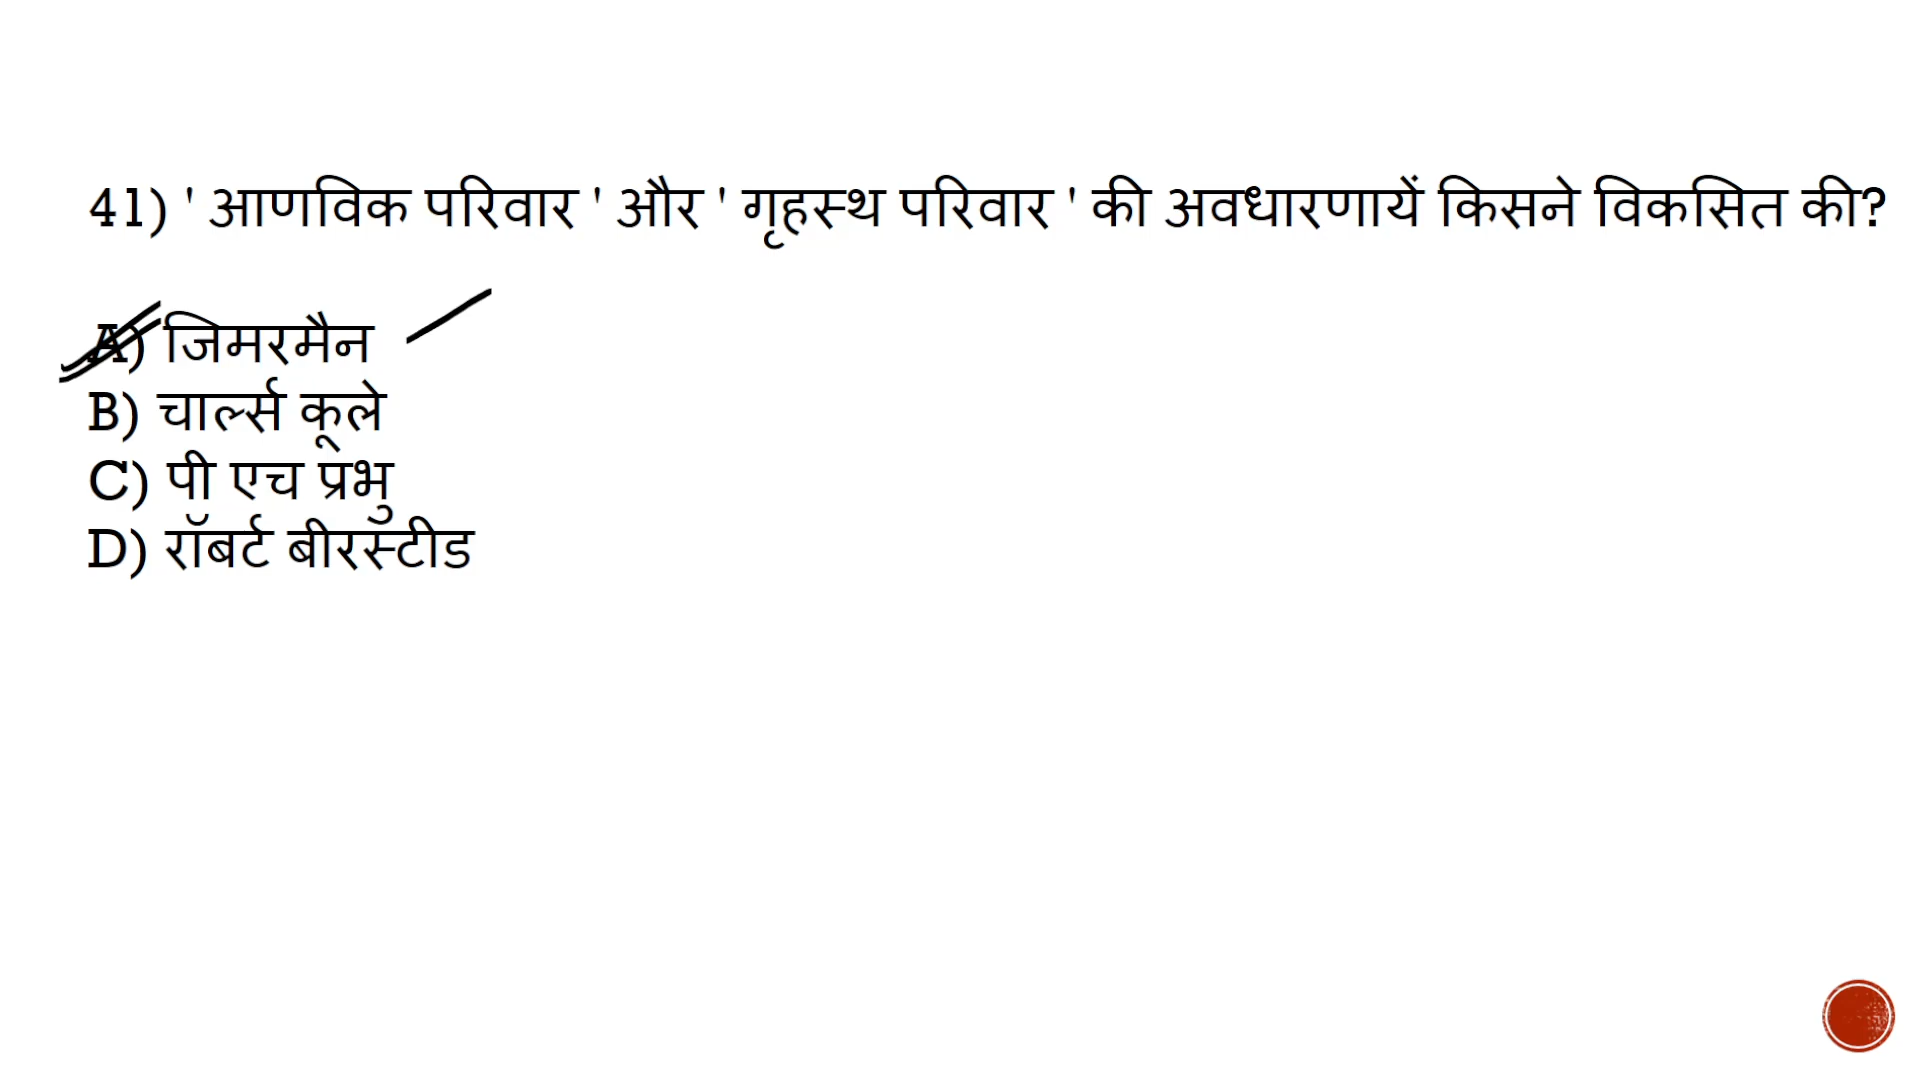 41) ' आणविक परिवार ' और ' गृहस्थ परिवार ' की अवधारणायें किसने विकसित की?
A) जिमरमैन
B) चार्ल्स कूले
C) पी एच प्रभु
D) रॉबर्ट बीरस्टीड